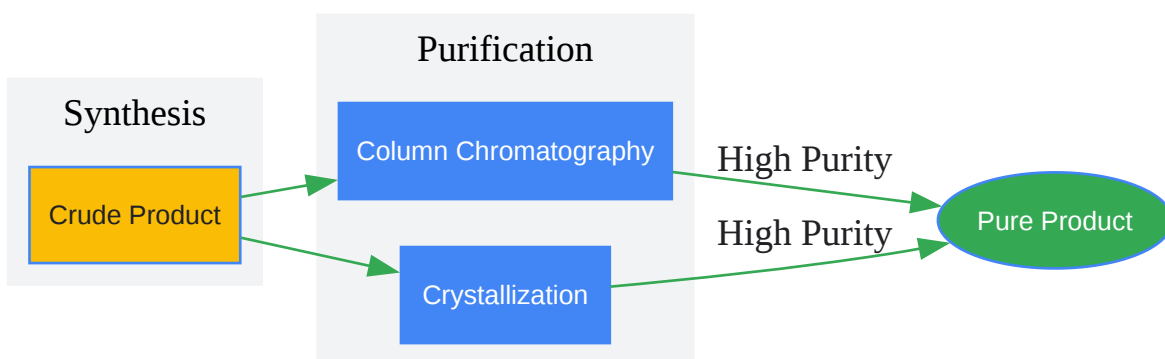 Synthesis
Crude Product
Purification
Column Chromatography
Crystallization
High Purity
High Purity
Pure Product